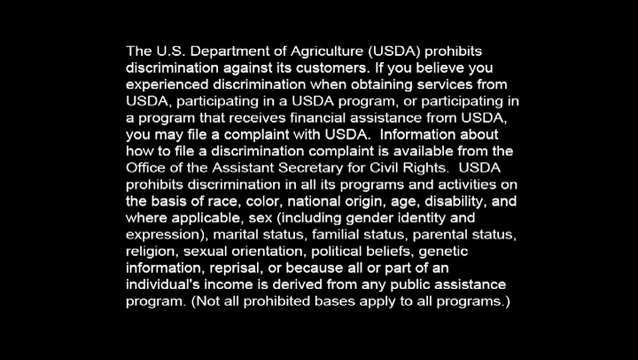 The U.S. Department of Agriculture (USDA) prohibits
discrimination against its customers. If you believe you
experienced discrimination when obtaining services from
USDA, participating in a USDA program, or participating in
a program that receives financial assistance from USDA,
you may file a complaint with USDA.  Information about
how to file a discrimination complaint is available from the
Office of the Assistant Secretary for Civil Rights.  USDA
prohibits discrimination in all its programs and activities on
the basis of race, color, national origin, age, disability, and
where applicable, sex (including gender identity and
expression), marital status, familial status, parental status,
religion, sexual orientation, political beliefs, genetic
information, reprisal, or because all or part of an
individual's income is derived from any public assistance
program. (Not all prohibited bases apply to all programs.)